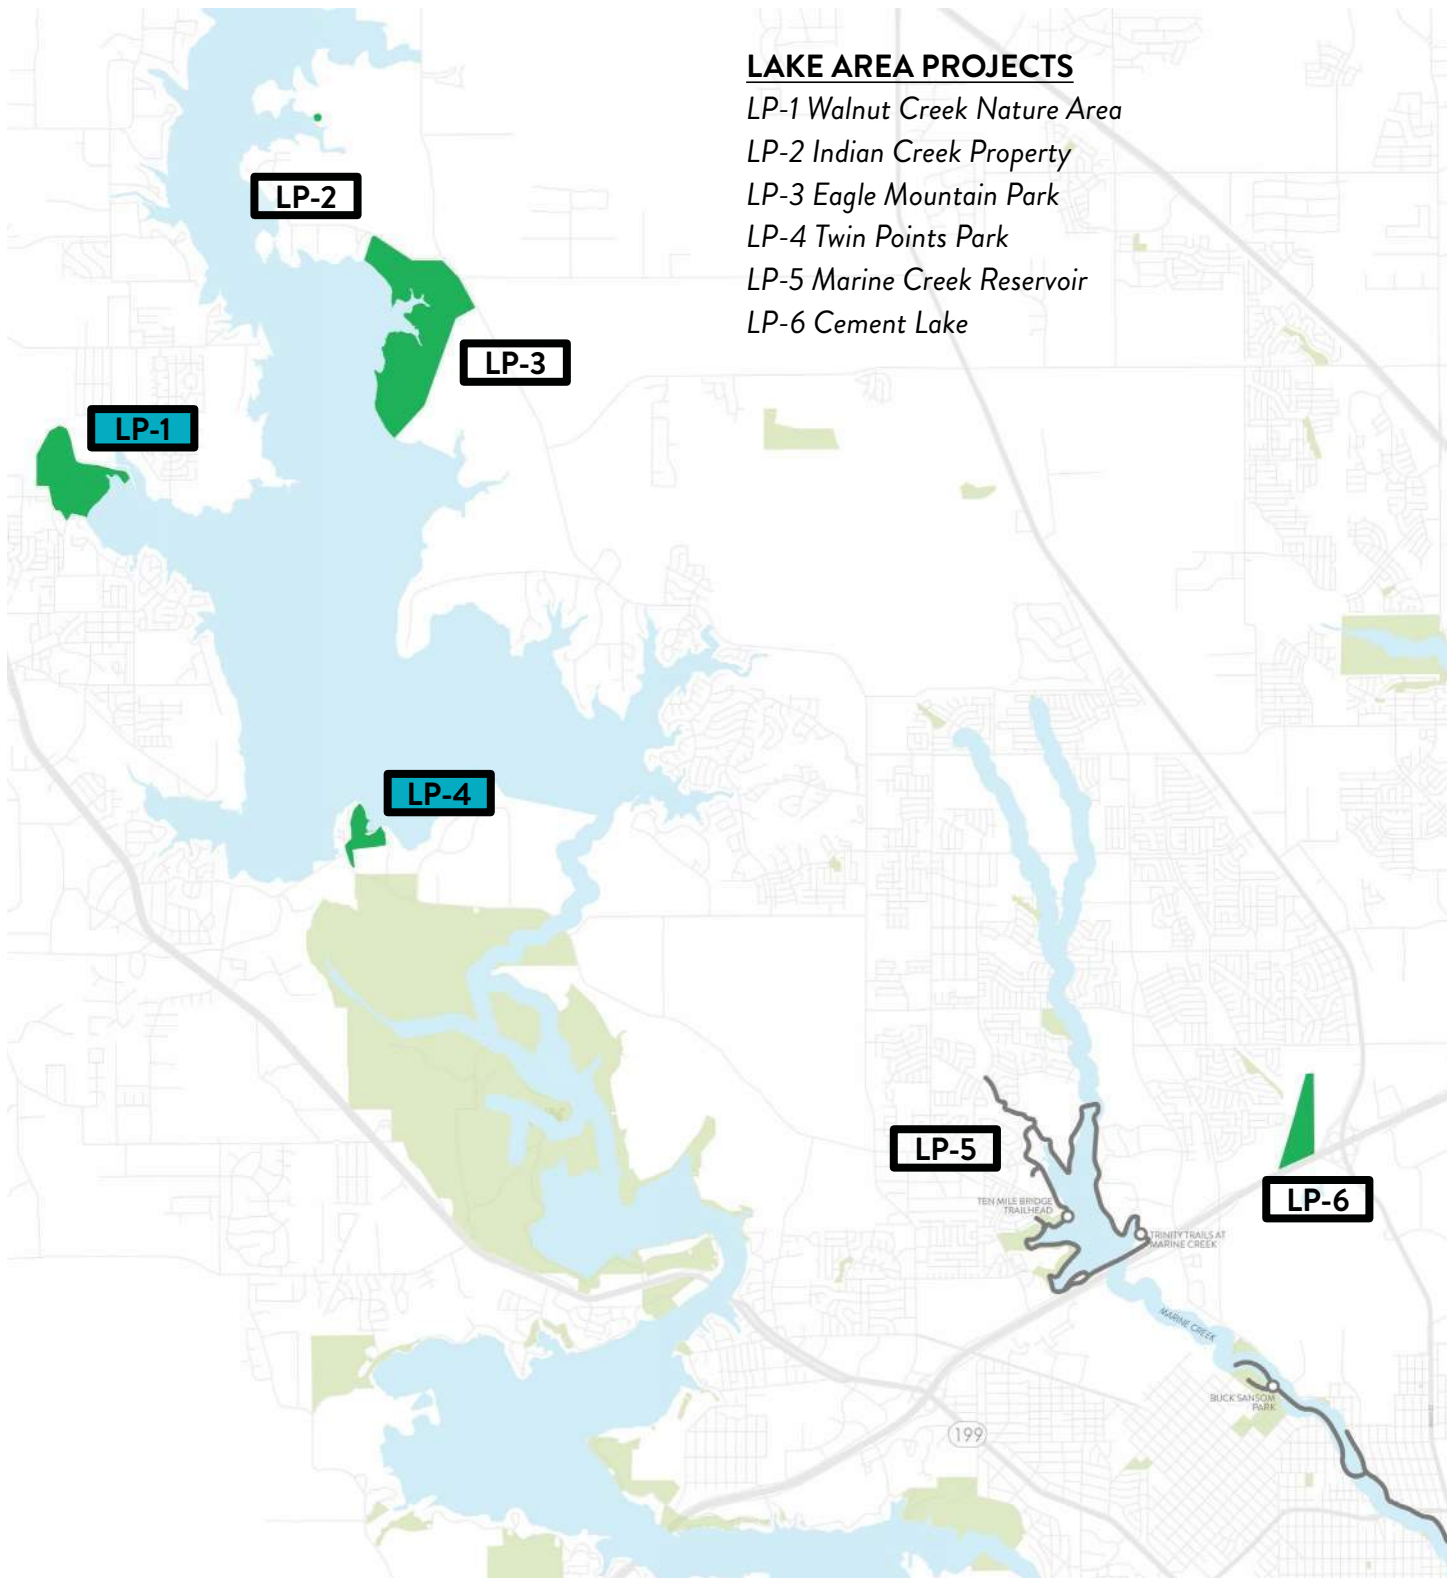 LAKE AREA PROJECTS
LP-1 Walnut Creek Nature Area
LP-2 Indian Creek Property
LP-3 Eagle Mountain Park
LP-4 Twin Points Park
LP-5 Marine Creek Reservoir
LP-6 Cement Lake
LP-2
LP-3
LP-1
LP-4
LP-5
LP-6
TEN MILE BRIDGE
TRAILHEAD
TRINITY TRAILS AT
MARINE CREEK
MARINE CREEK
BUCK SANSOM
PARK
199